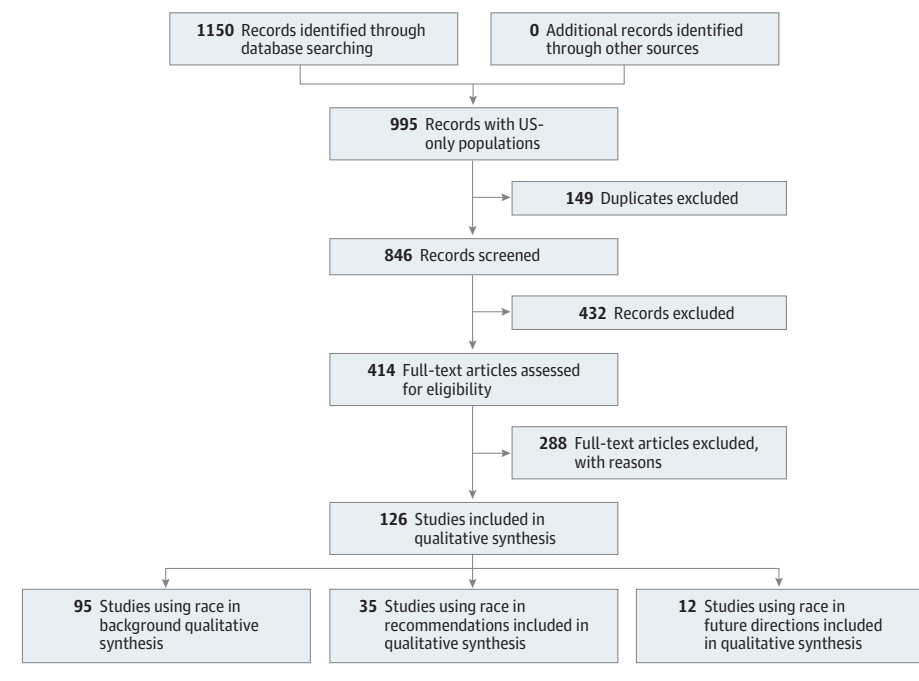 1150 Records identified through
database searching
0 Additional records identified
through other sources
995 Records with US-
only populations
149 Duplicates excluded
846 Records screened
432 Records excluded
414 Full-text articles assessed
for eligibility
288 Full-text articles excluded,
with reasons
126 Studies included in
qualitative synthesis
95 Studies using race in
background qualitative
synthesis
35 Studies using race in
recommendations included in
qualitative synthesis
12 Studies using race in
future directions included
in qualitative synthesis